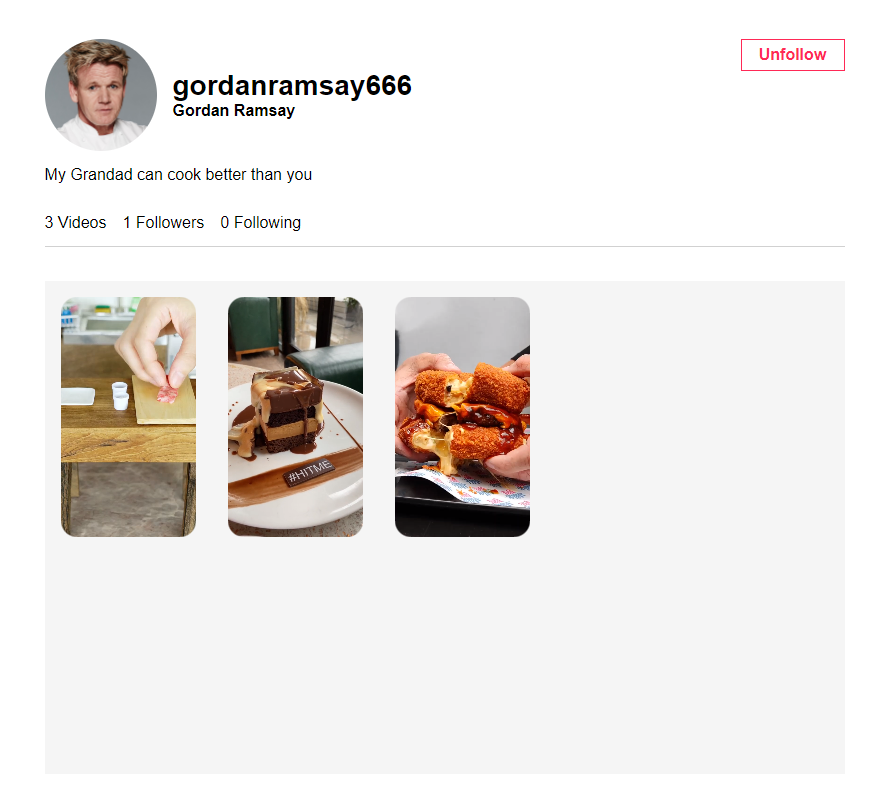 Unfollow
gordanramsay666
Gordan Ramsay
My Grandad can cook better than you
3 Videos 1 Followers 0 Following
#HITME